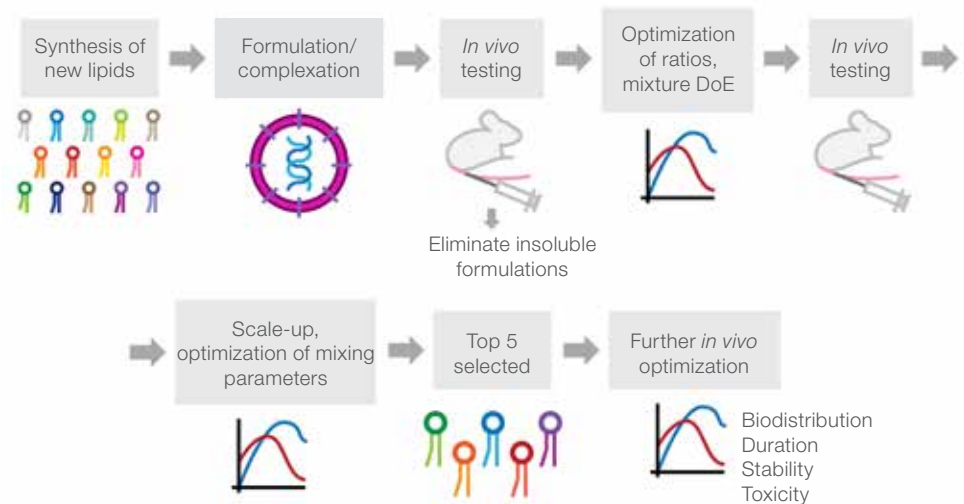 Synthesis of
new lipids
Formulation/
complexation
In vivo
testing
Optimization
of ratios,
mixture DoE
In vivo
testing
Eliminate insoluble
formulations
Scale-up,
optimization of mixing
parameters
Top 5
selected
Further in vivo
optimization
Biodistribution
Duration
Stability
Toxicity